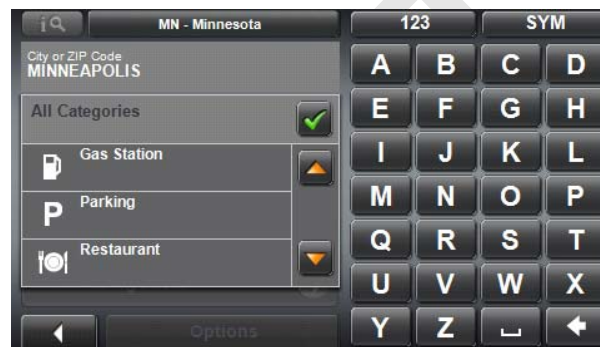 MN - Minnesota
123
SYM
City or ZIP Code
MINNEAPOLIS
All Categories
Gas Station
P
Parking
Restaurant
Options
A B C D
E F G H
I J K L
M N O P
Q R S T
U V W X
Y Z